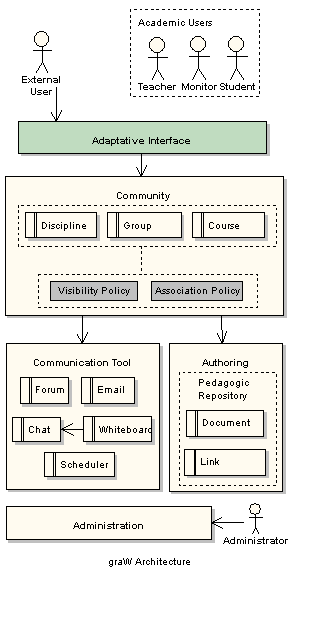 Academic Users
Teacher Monitor Student
External
User
Adaptative Interface
Community
Discipline Group Course
Visibility Policy Association Policy
Communication Tool
Forum Email
Chat Whiteboard
Scheduler
Authoring
Pedagogic
Repository
Document
Link
Administration
Administrator
graW Architecture